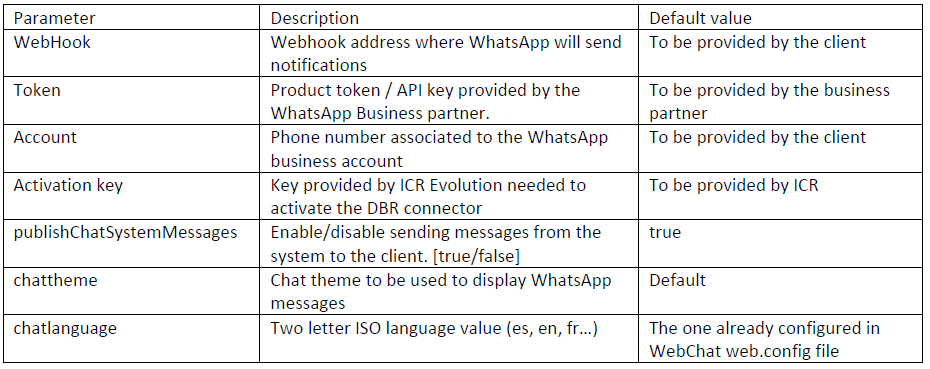 Parameter Description Default value
WebHook Webhook address where WhatsApp will send To be provided by the client
notifications
Token Product token / API key provided by the To be provided by the business
WhatsApp Business partner. partner
Account Phone number associated to the WhatsApp To be provided by the client
business account
Activation key Key provided by ICR Evolution needed to To be provided by ICR
activate the DBR connector
publishChatSystemMessages Enable/disable sending messages from the true
system to the client. [true/false]
chattheme Chat theme to be used to display WhatsApp Default
messages
chatlanguage Two letter ISO language value (es, en, fr…) The one already configured in
WebChat web.config file